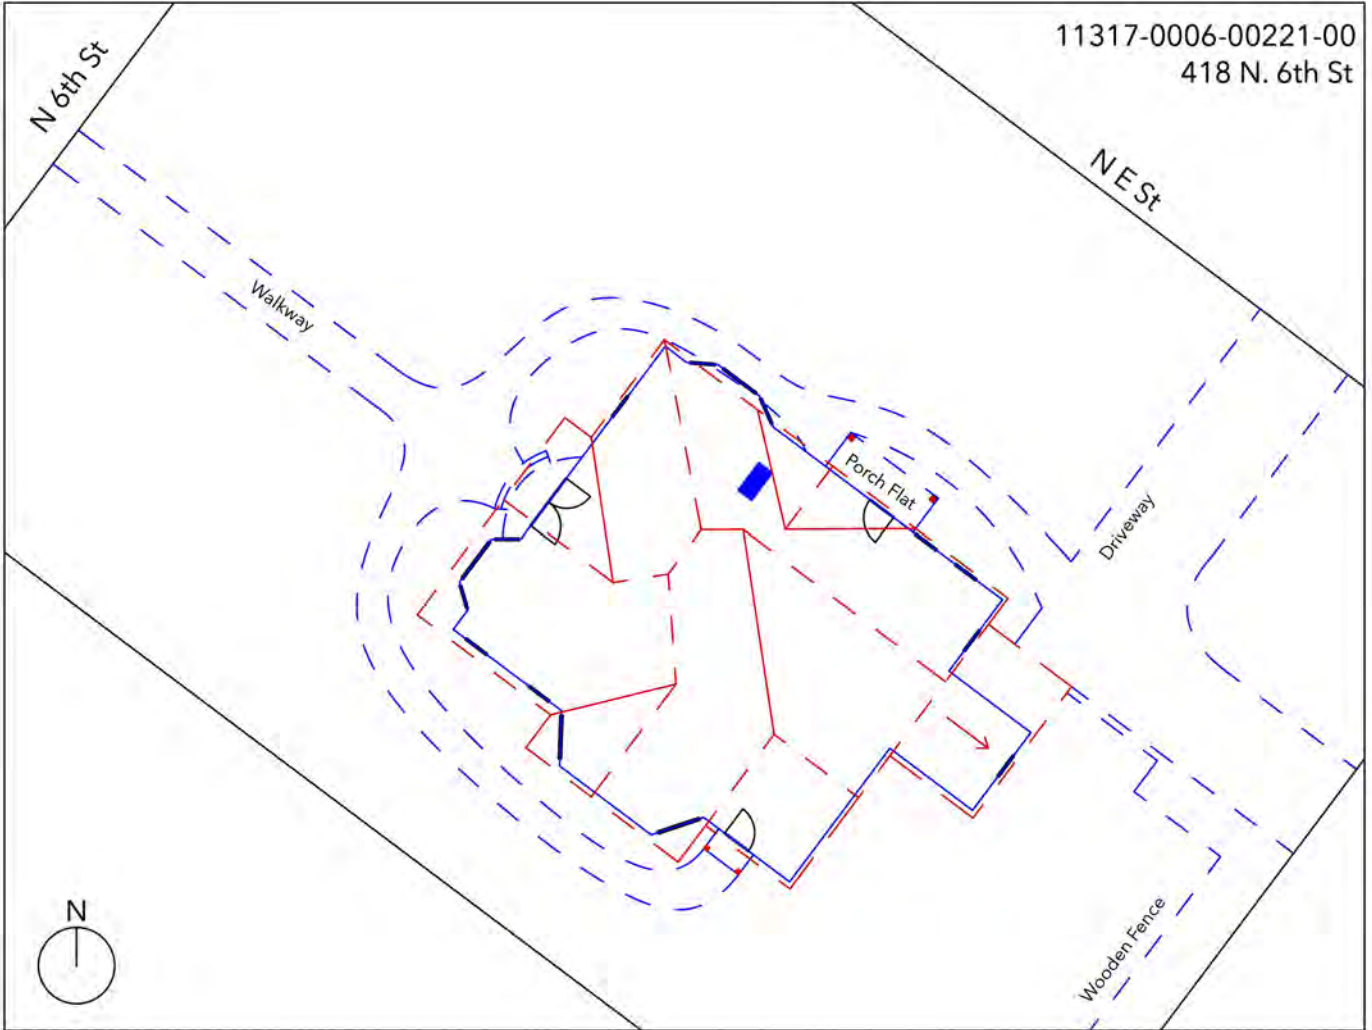 11317-0006-00221-00
418 N. 6th St
N 6th St
N E St
Walkway
Porch Flat
Driveway
Wooden Fence
N